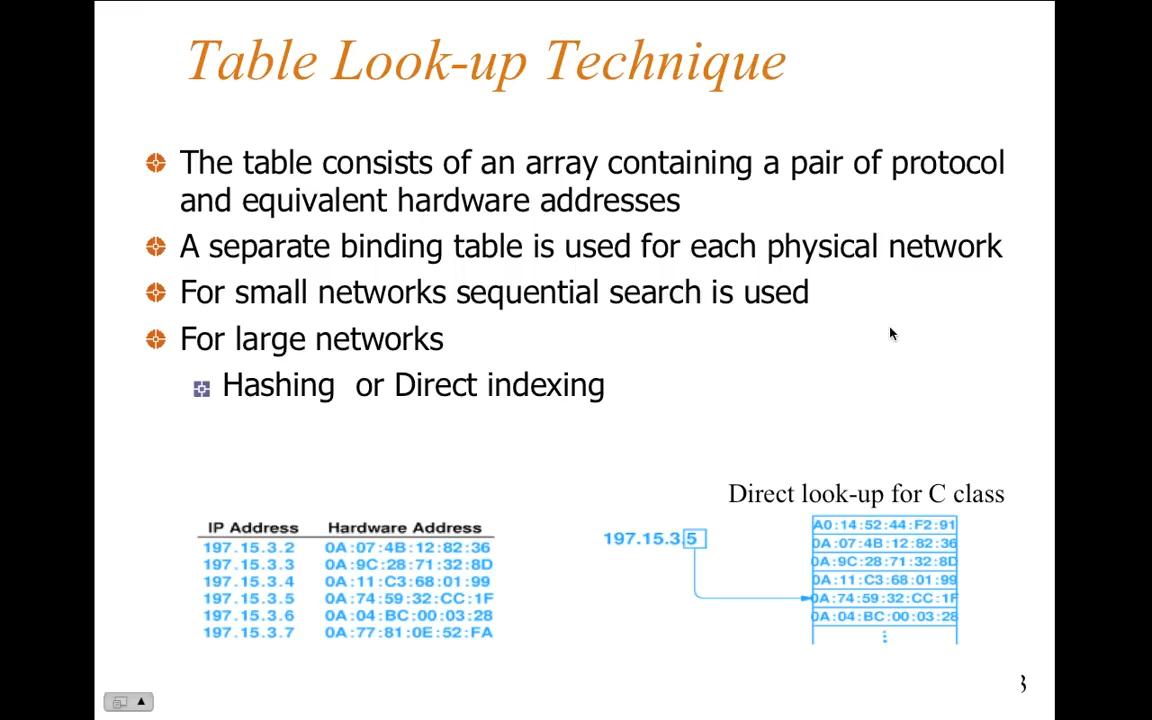 Table Look-up Technique
The table consists of an array containing a pair of protocol
and equivalent hardware addresses
A separate binding table is used for each physical network
For small networks sequential search is used
For large networks
Hashing or Direct indexing
Direct look-up for C class
IP Address Hardware Address
197.15.3.2 0A:07:4B:12:82:36
197.15.3.3 0A:9C:28:71:32:8D
197.15.3.4 0A:11:C3:68:01:99
197.15.3.5 0A:74:59:32:CC:1F
197.15.3.6 0A:04:BC:00:03:28
197.15.3.7 0A:77:81:0E:52:FA
197.15.3.5
A0:14:52:44:F2:91
0A:07:4B:12:82:36
0A:9C:28:71:32:8D
0A:11:C3:68:01:99
0A:74:59:32:CC:1F
0A:04:BC:00:03:28
⋮